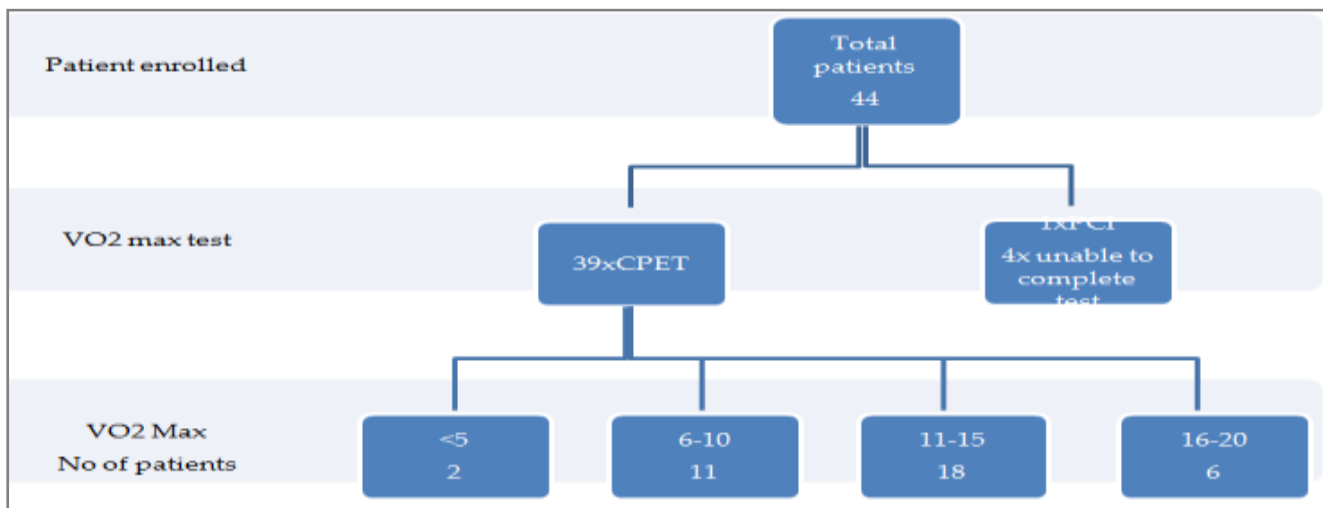 Patient enrolled
Total
patients
44
VO2 max test
39xCPET
1xPCI
4x unable to
complete
test
VO2 Max
No of patients
<5
2
6-10
11
11-15
18
16-20
6